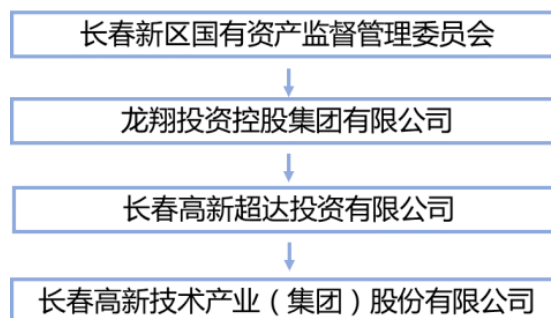 长春新区国有资产监督管理委员会
龙翔投资控股集团有限公司
长春高新超达投资有限公司
长春高新技术产业（集团）股份有限公司